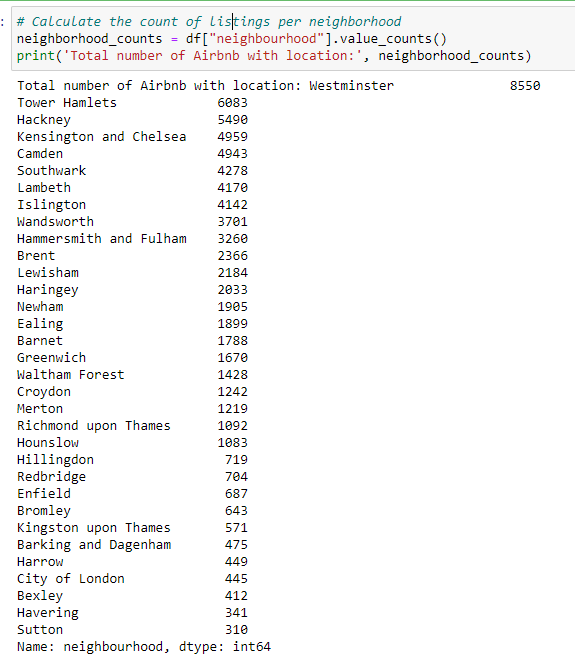 : # Calculate the count of listings per neighborhood
neighborhood_counts = df["neighbourhood"].value_counts()
print('Total number of Airbnb with location:', neighborhood_counts)
Total number of Airbnb with location: Westminster 8550
Tower Hamlets 6083
Hackney 5490
Kensington and Chelsea 4959
Camden 4943
Southwark 4278
Lambeth 4170
Islington 4142
Wandsworth 3701
Hammersmith and Fulham 3260
Brent 2366
Lewisham 2184
Haringey 2033
Newham 1905
Ealing 1899
Barnet 1788
Greenwich 1670
Waltham Forest 1428
Croydon 1242
Merton 1219
Richmond upon Thames 1092
Hounslow 1083
Hillingdon 719
Redbridge 704
Enfield 687
Bromley 643
Kingston upon Thames 571
Barking and Dagenham 475
Harrow 449
City of London 445
Bexley 412
Havering 341
Sutton 310
Name: neighbourhood, dtype: int64